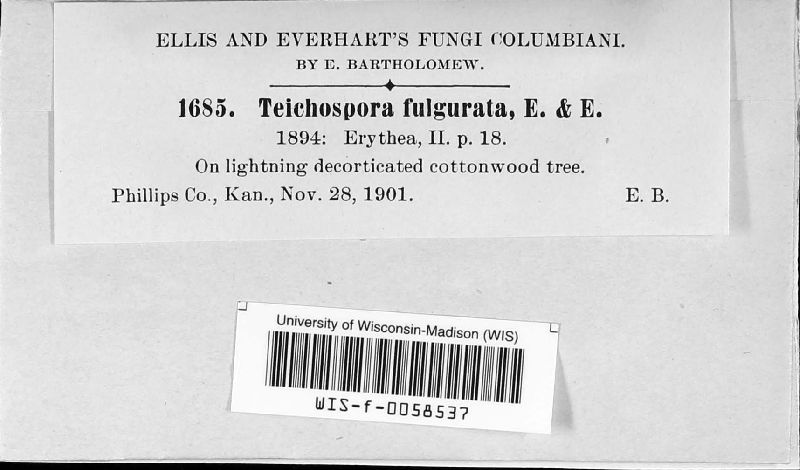 ELLIS AND EVERHART'S FUNGI COLUMBIANI.
BY E. BARTHOLOMEW.
1685. Teichospora fulgurata, E. & E.
1894: Erythea, II. p. 18.
On lightning decorticated cottonwood tree.
Phillips Co., Kan., Nov. 28, 1901. E. B.
University of Wisconsin-Madison (WIS)
WIS-f-0058537